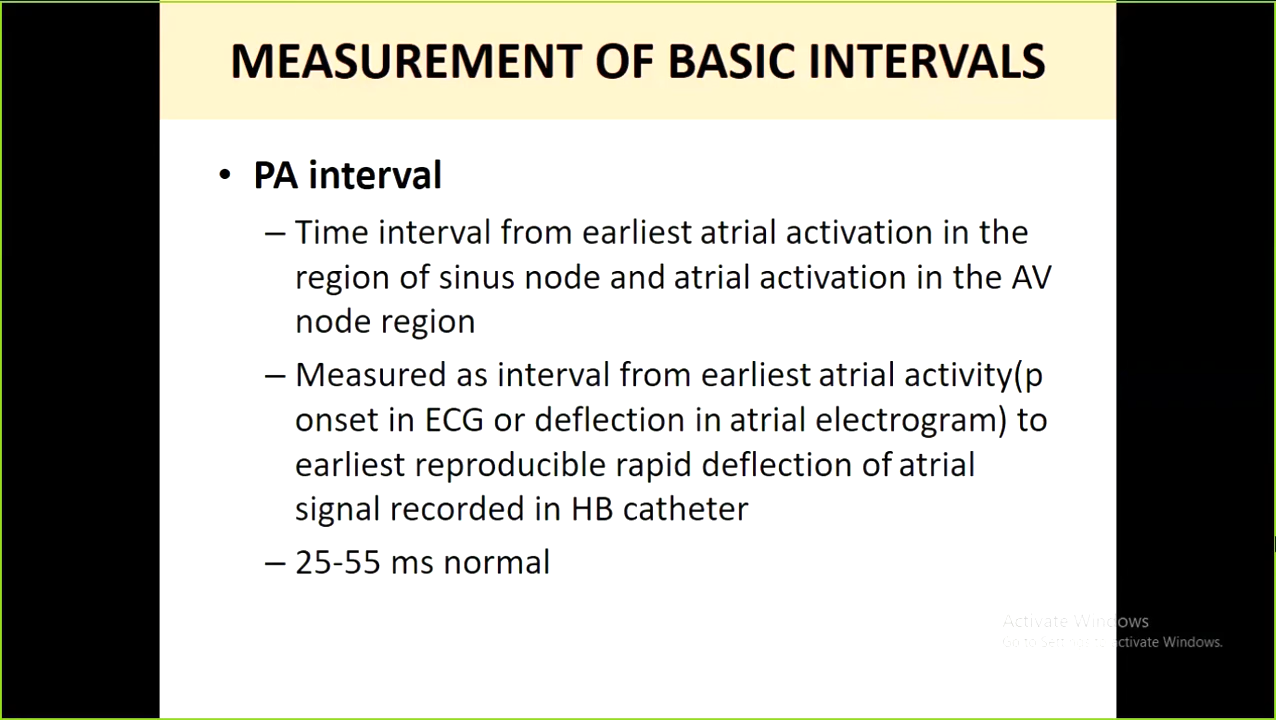 MEASUREMENT OF BASIC INTERVALS
• PA interval
– Time interval from earliest atrial activation in the
region of sinus node and atrial activation in the AV
node region
– Measured as interval from earliest atrial activity(p
onset in ECG or deflection in atrial electrogram) to
earliest reproducible rapid deflection of atrial
signal recorded in HB catheter
– 25-55 ms normal
Activate Windows
Go to Settings to activate Windows.